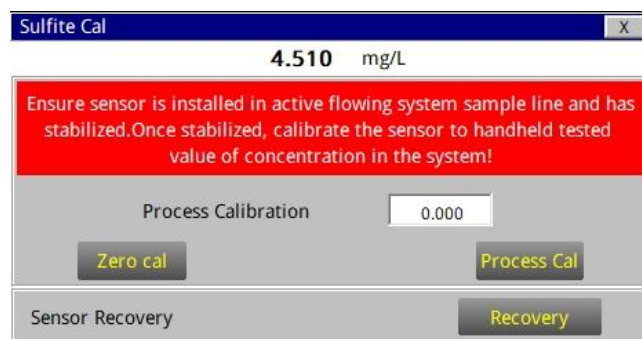 Sulfite Cal X
4.510 mg/L
Ensure sensor is installed in active flowing system sample line and has
stabilized.Once stabilized, calibrate the sensor to handheld tested
value of concentration in the system!
Process Calibration 0.000
Zero cal Process Cal
Sensor Recovery Recovery